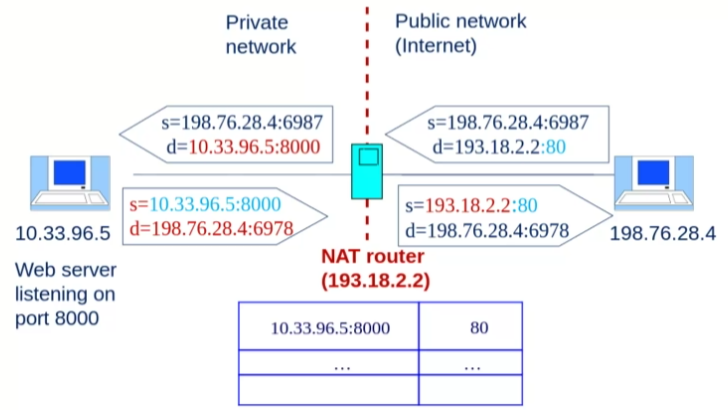 Private
network
Public network
(Internet)
s=198.76.28.4:6987
d=10.33.96.5:8000
s=198.76.28.4:6987
d=193.18.2.2:80
s=10.33.96.5:8000
d=198.76.28.4:6978
s=193.18.2.2:80
d=198.76.28.4:6978
10.33.96.5
198.76.28.4
Web server
listening on
port 8000
NAT router
(193.18.2.2)
10.33.96.5:8000 80
... ...